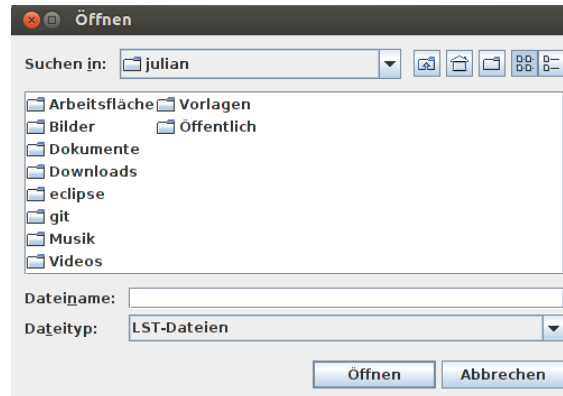 Öffnen
Suchen in: julian
Arbeitsfläche Vorlagen
Bilder Öffentlich
Dokumente
Downloads
eclipse
git
Musik
Videos
Dateiname:
Dateityp: LST-Dateien
Öffnen Abbrechen